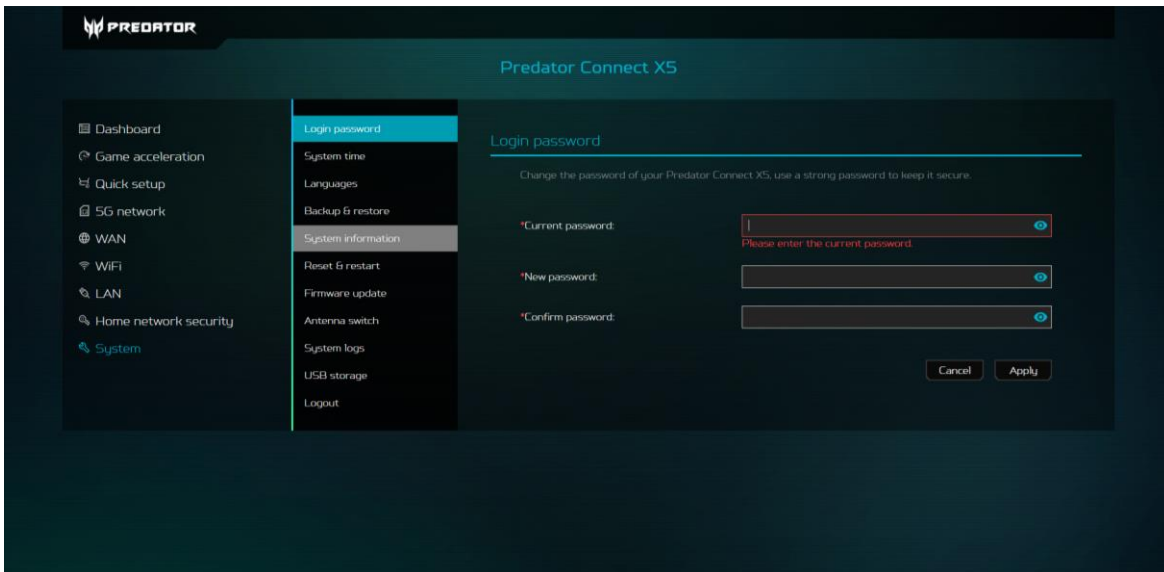 PREDATOR
Predator Connect X5
Dashboard
Game acceleration
Quick setup
5G network
WAN
WiFi
LAN
Home network security
System
Login password
System time
Languages
Backup & restore
System information
Reset & restart
Firmware update
Antenna switch
System logs
USB storage
Logout
Login password
Change the password of your Predator Connect X5, use a strong password to keep it secure.
*Current password:
Please enter the current password.
*New password:
*Confirm password:
Cancel Apply